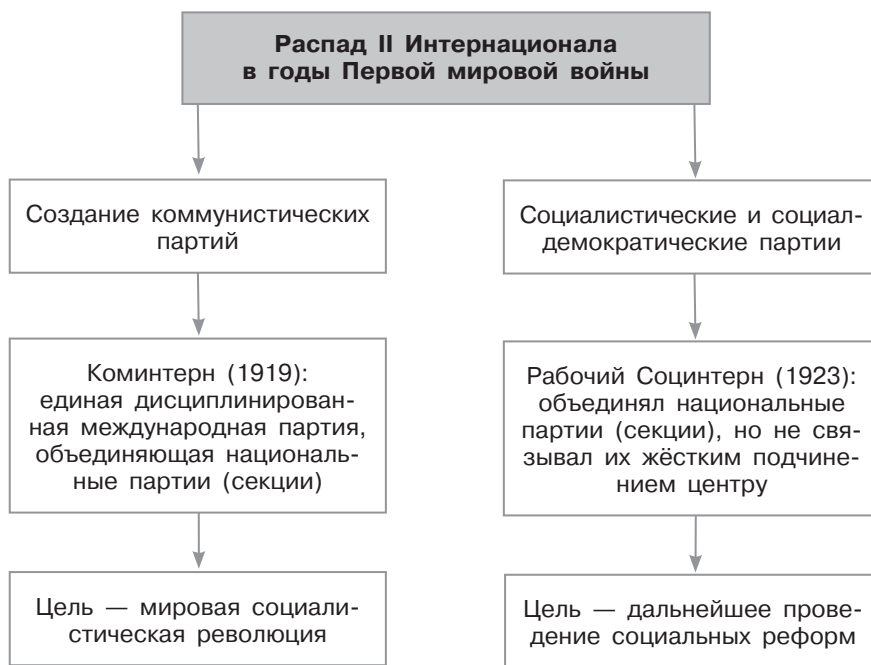 Распад II Интернационала
в годы Первой мировой войны
Создание коммунистических
партий
Коминтерн (1919):
единая дисциплинирован-
ная международная партия,
объединяющая националь-
ные партии (секции)
Цель — мировая социали-
стическая революция
Социалистические и социал-
демократические партии
Рабочий Социнтерн (1923):
объединял национальные
партии (секции), но не свя-
зывал их жёстким подчине-
нием центру
Цель — дальнейшее прове-
дение социальных реформ